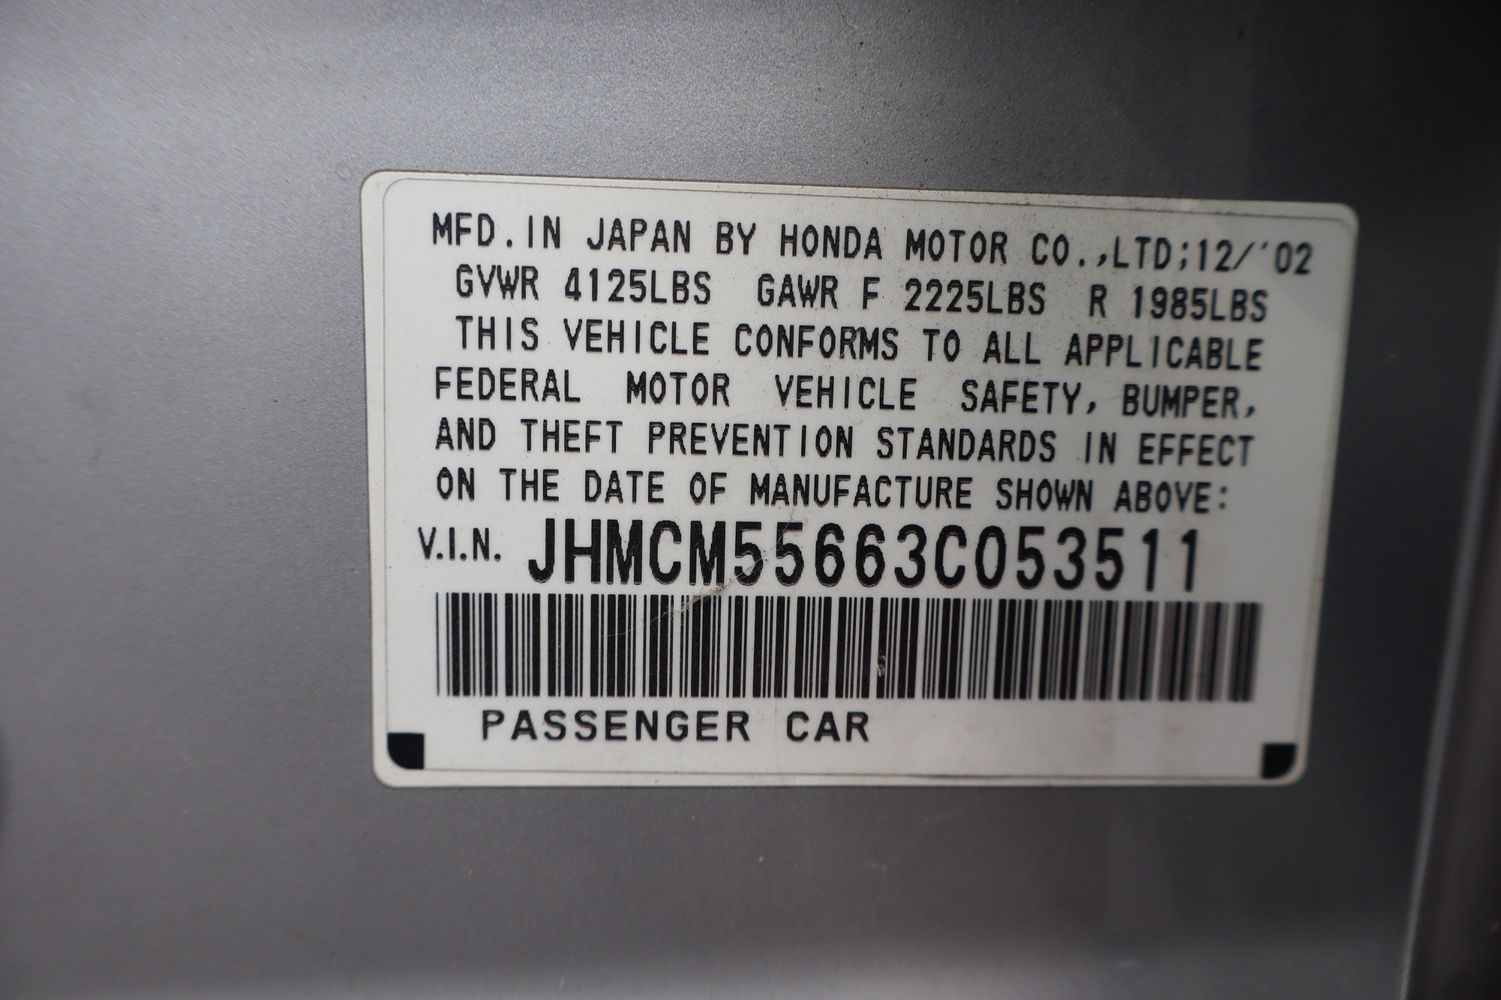 MFD. IN JAPAN BY HONDA MOTOR CO.,LTD;12/'02
GVWR 4125LBS GAWR F 2225LBS R 1985LBS
THIS VEHICLE CONFORMS TO ALL APPLICABLE
FEDERAL MOTOR VEHICLE SAFETY, BUMPER,
AND THEFT PREVENTION STANDARDS IN EFFECT
ON THE DATE OF MANUFACTURE SHOWN ABOVE:
V.I.N. JHMCM55663C053511
PASSENGER CAR